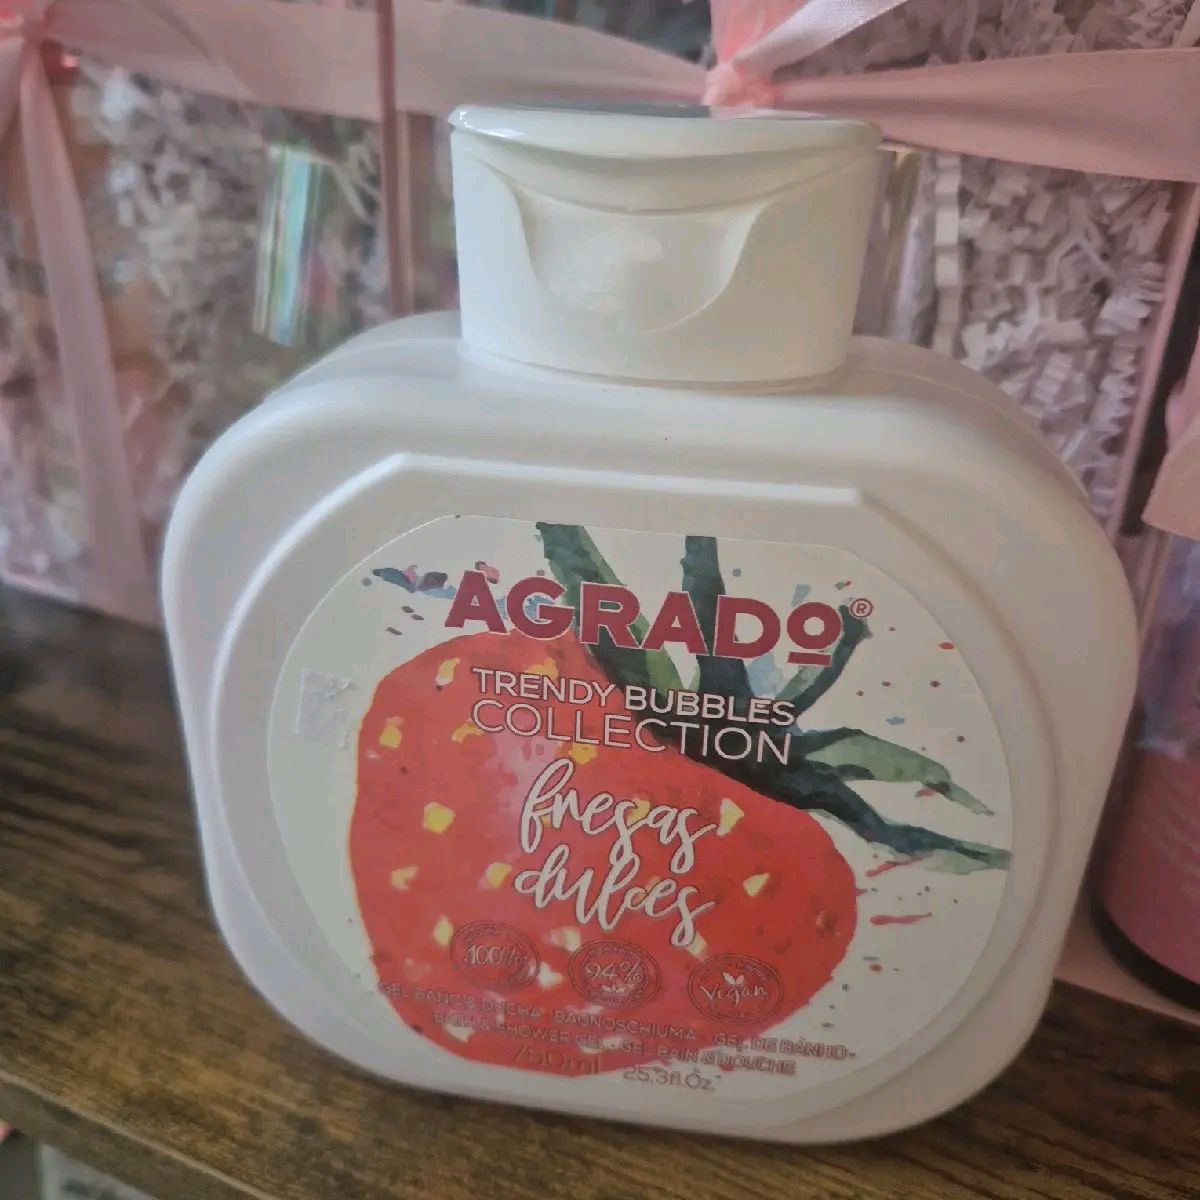 AGRADO®
TRENDY BUBBLES
COLLECTION
fresas
dulces
100%
94%
Vegan
GEL BAÑO & DUCHA · BAGNOSCHIUMA · GEL DE BANHO ·
BATH & SHOWER GEL · GEL BAIN & DOUCHE
750ml 25,3fl.Oz.